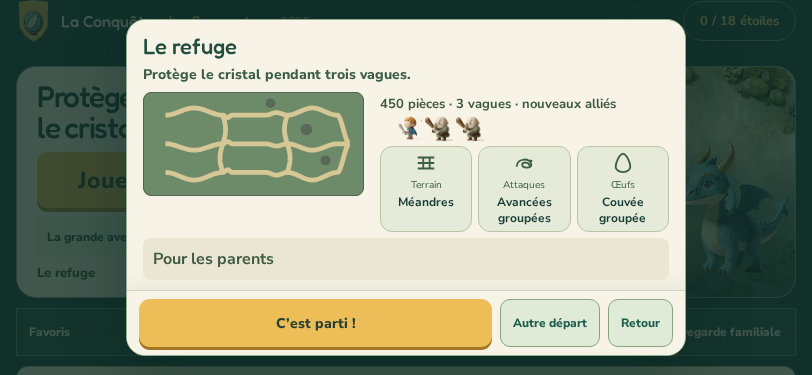 La Conquê
0 / 18 étoiles
Le refuge
Protège le cristal pendant trois vagues.
Protège
le crista
450 pièces · 3 vagues · nouveaux alliés
Terrain
Méandres
Attaques
Avancées
groupées
Œufs
Couvée
groupée
Joue
La grande ave
Le refuge
Pour les parents
C'est parti !
Autre départ
Retour
Favoris
egarde familiale